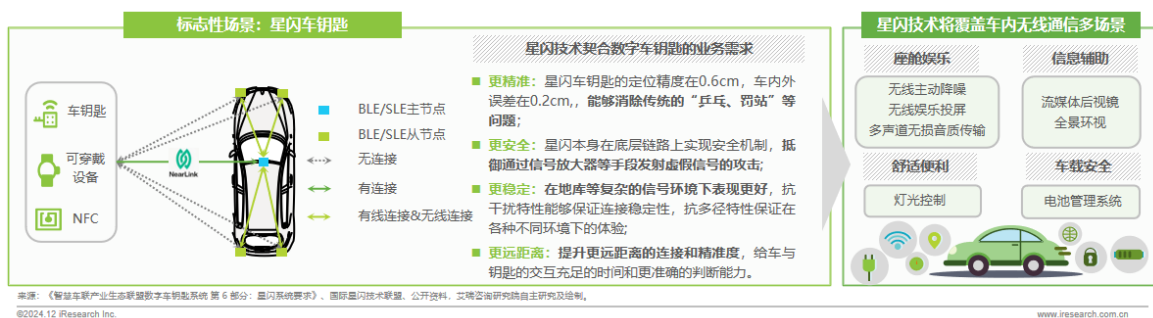 标志性场景：星闪车钥匙
车钥匙
可穿戴
设备
NFC
NearLink
BLE/SLE主节点
BLE/SLE从节点
无连接
有连接
有线连接&无线连接
星闪技术契合数字车钥匙的业务需求
更精准：星闪车钥匙的定位精度在0.6cm，车内外
误差在0.2cm,，能够消除传统的“乒乓、罚站”等
问题；
更安全：星闪本身在底层链路上实现安全机制，抵
御通过信号放大器等手段发射虚假信号的攻击;
更稳定：在地库等复杂的信号环境下表现更好，抗
干扰特性能够保证连接稳定性，抗多径特性保证在
各种不同环境下的体验;
更远距离：提升更远距离的连接和精准度，给车与
钥匙的交互充足的时间和更准确的判断能力。
星闪技术将覆盖车内无线通信多场景
座舱娱乐
无线主动降噪
无线娱乐投屏
多声道无损音质传输
信息辅助
流媒体后视镜
全景环视
舒适便利
灯光控制
车载安全
电池管理系统
来源：《智慧车联产业生态联盟数字车钥匙系统 第 6 部分：星闪系统要求》、国际星闪技术联盟、公开资料，艾瑞咨询研究院自主研究及绘制。
©2024.12 iResearch Inc.
www.iresearch.com.cn